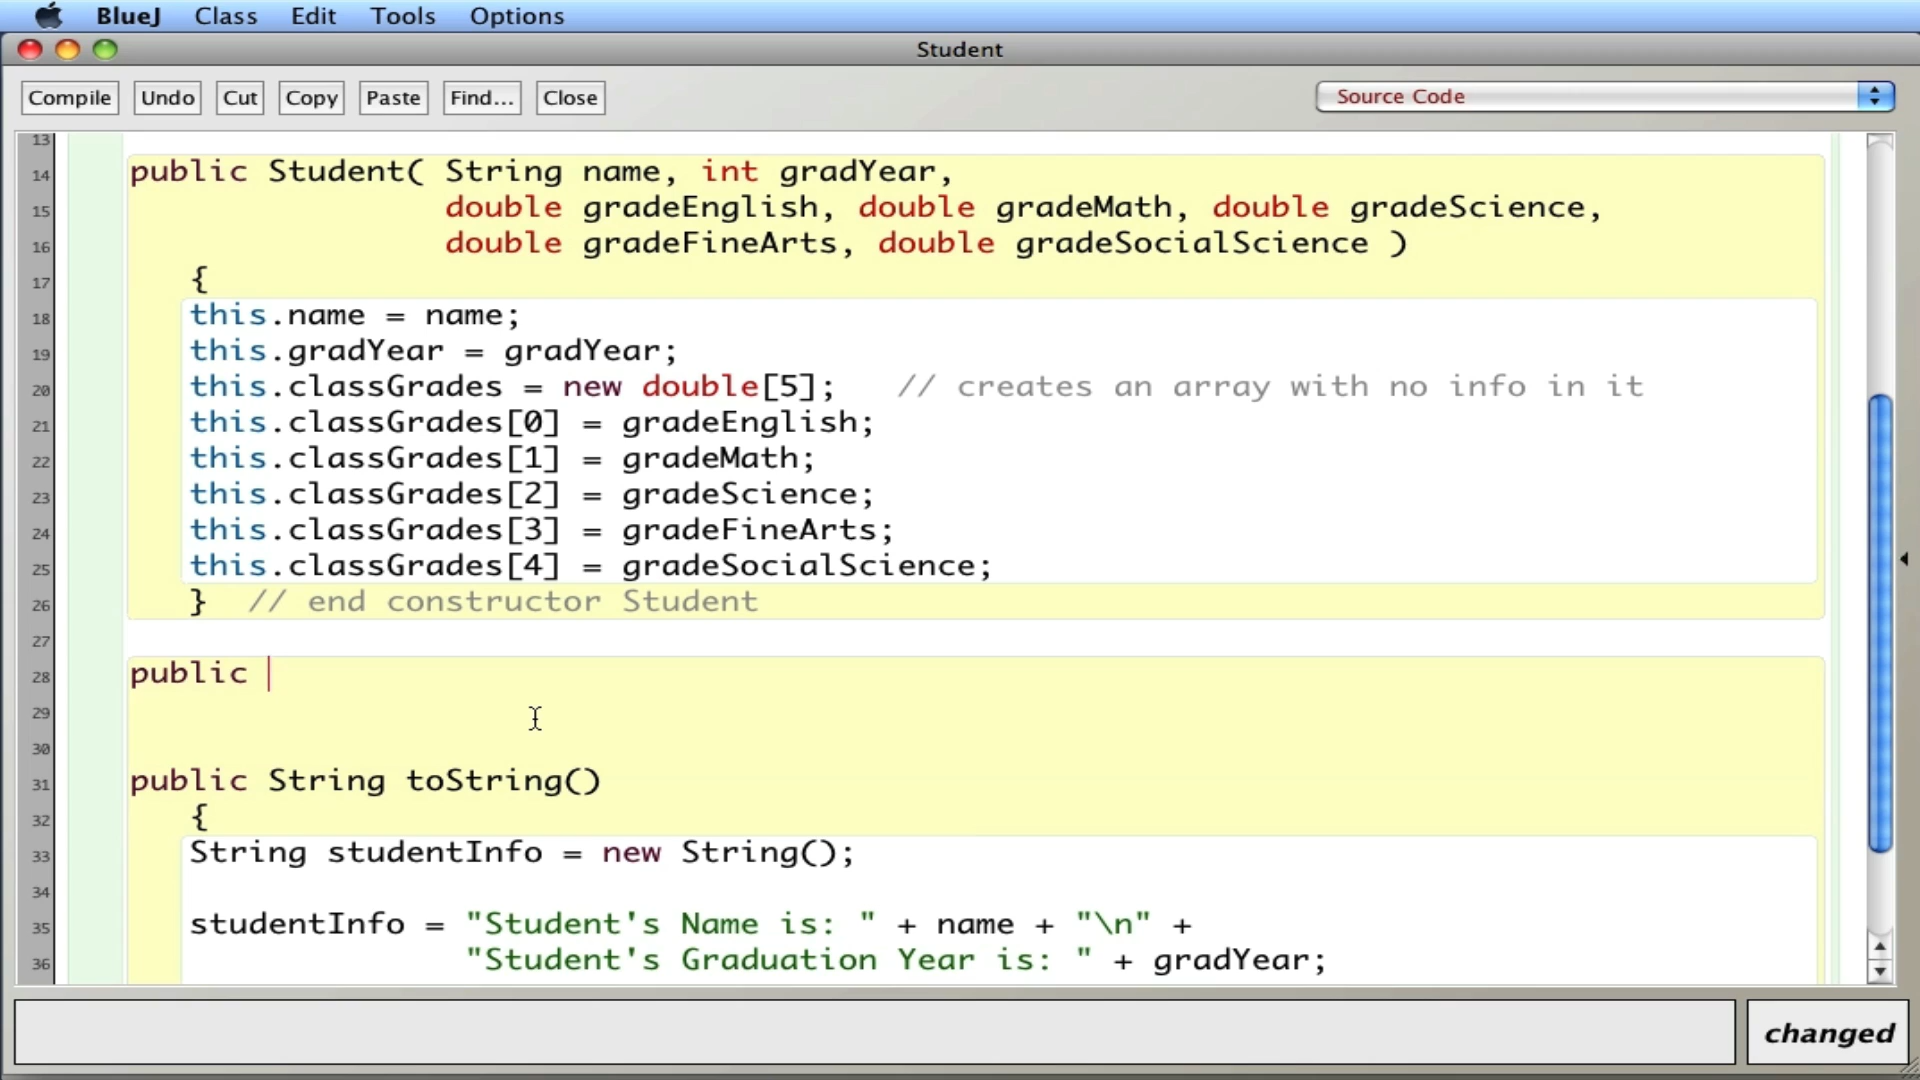 BlueJ Class Edit Tools Options
Student
Compile Undo Cut Copy Paste Find... Close Source Code
13
14 public Student( String name, int gradYear,
15 double gradeEnglish, double gradeMath, double gradeScience,
16 double gradeFineArts, double gradeSocialScience )
17 {
18 this.name = name;
19 this.gradYear = gradYear;
20 this.classGrades = new double[5]; // creates an array with no info in it
21 this.classGrades[0] = gradeEnglish;
22 this.classGrades[1] = gradeMath;
23 this.classGrades[2] = gradeScience;
24 this.classGrades[3] = gradeFineArts;
25 this.classGrades[4] = gradeSocialScience;
26 } // end constructor Student
27
28 public
29
30
31 public String toString()
32 {
33 String studentInfo = new String();
34
35 studentInfo = "Student's Name is: " + name + "\n" +
36 "Student's Graduation Year is: " + gradYear;
changed